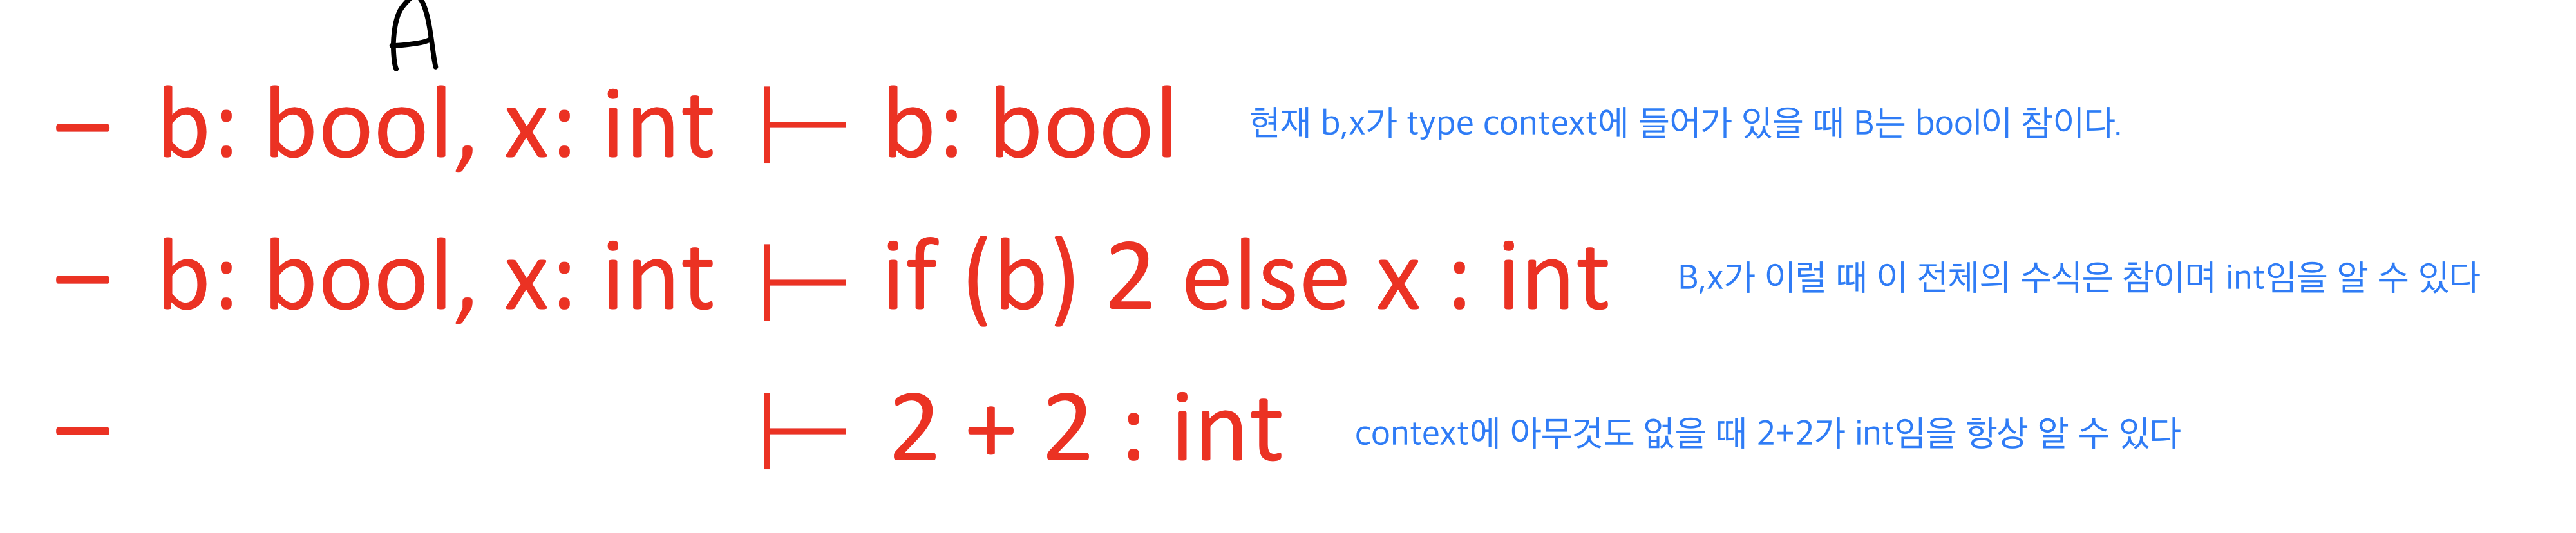 A
– b: bool, x: int ⊢ b: bool 현재 b,x가 type context에 들어가 있을 때 B는 bool이 참이다.
– b: bool, x: int ⊢ if (b) 2 else x : int B,x가 이럴 때 이 전체의 수식은 참이며 int임을 알 수 있다
– ⊢ 2 + 2 : int context에 아무것도 없을 때 2+2가 int임을 항상 알 수 있다